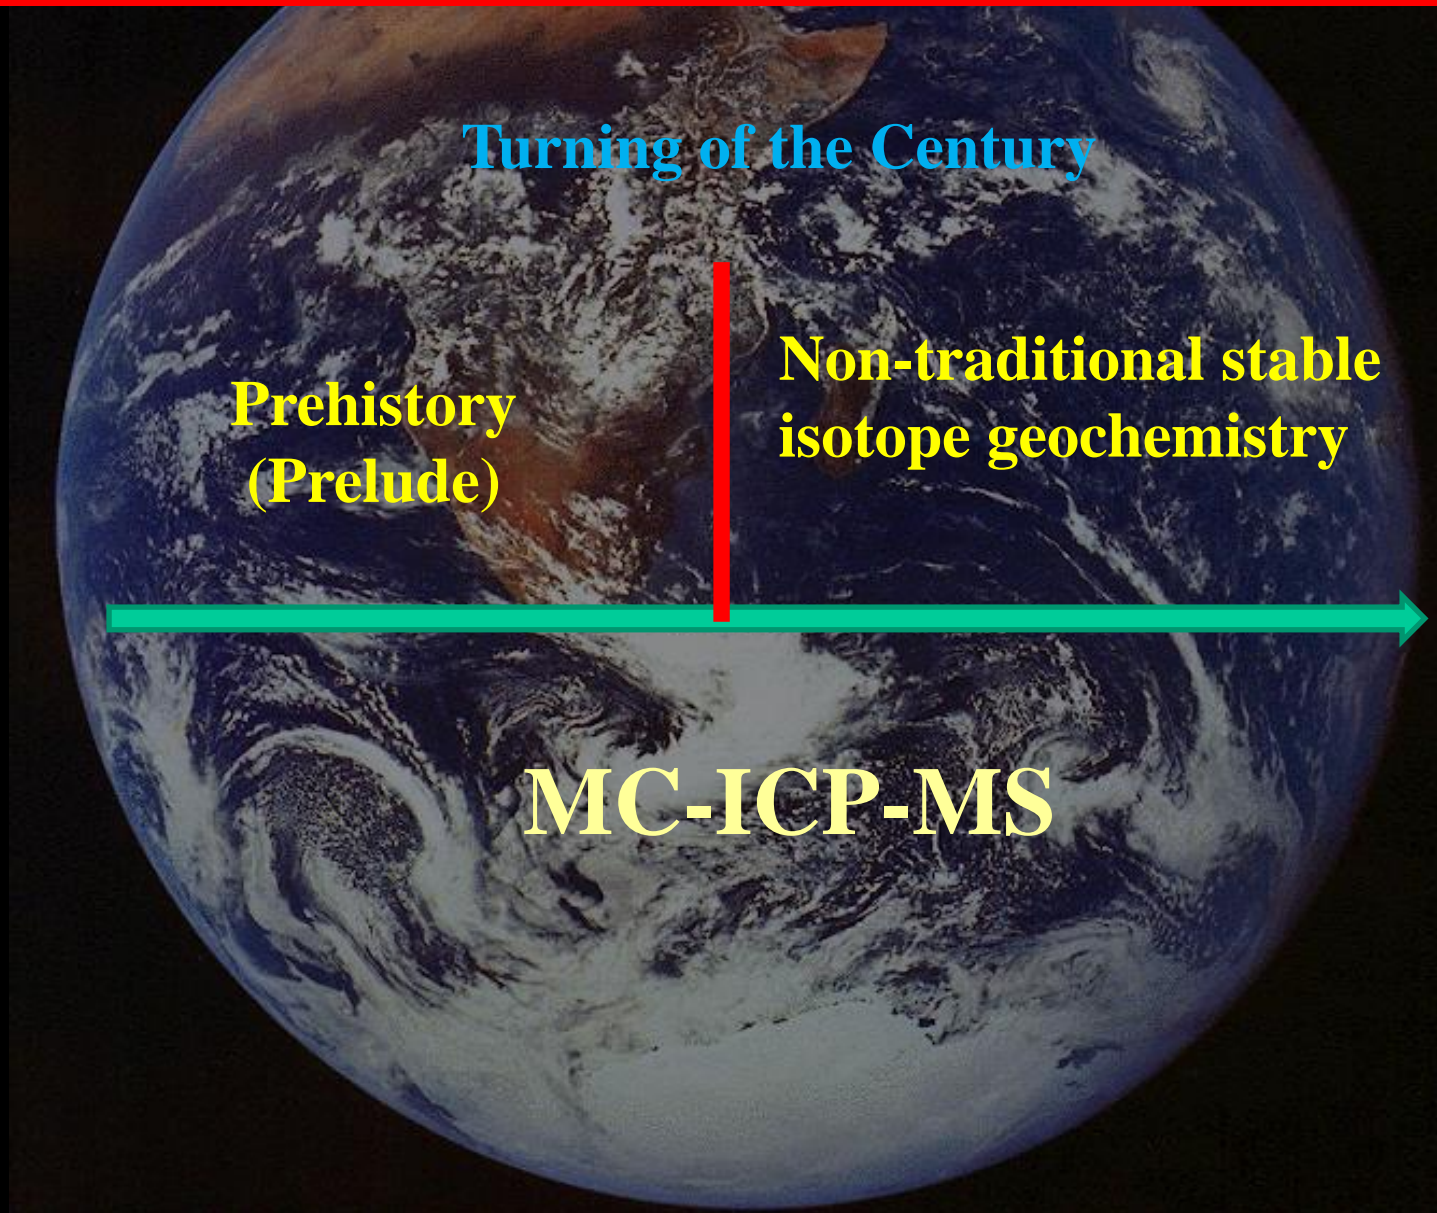 Turning of the Century
Prehistory
(Prelude)
Non-traditional stable
isotope geochemistry
MC-ICP-MS